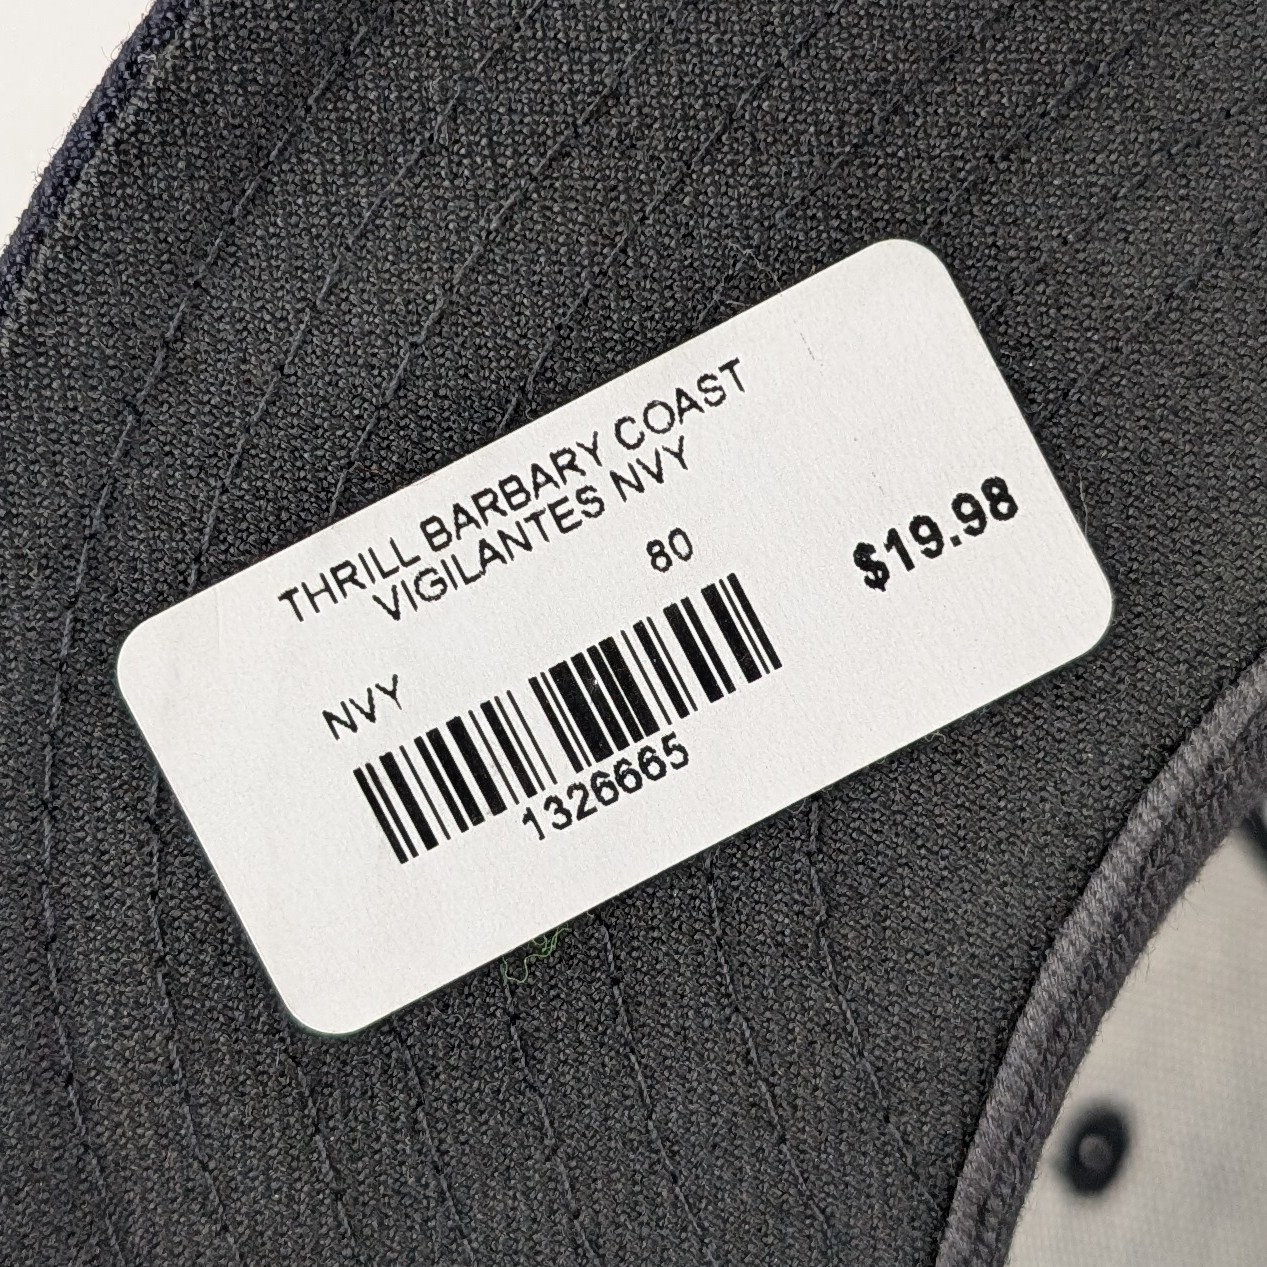 THRILL BARBARY COAST
VIGILANTES NVY
80
$19.98
NVY
1326665